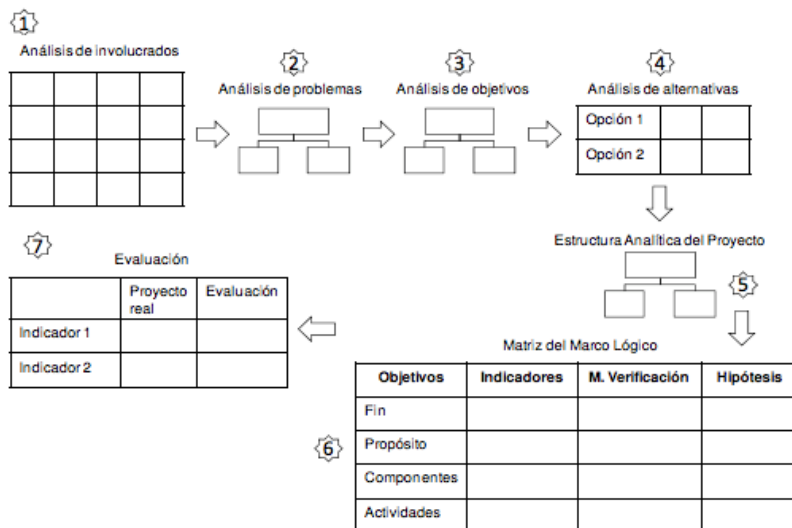 1
Análisis de involucrados
2
Análisis de problemas
3
Análisis de objetivos
4
Análisis de alternativas
Opción 1
Opción 2
Estructura Analítica del Proyecto
5
Matriz del Marco Lógico
Objetivos Indicadores M. Verificación Hipótesis
Fin
Propósito
Componentes
Actividades
6
7
Evaluación
Proyecto real Evaluación
Indicador 1
Indicador 2